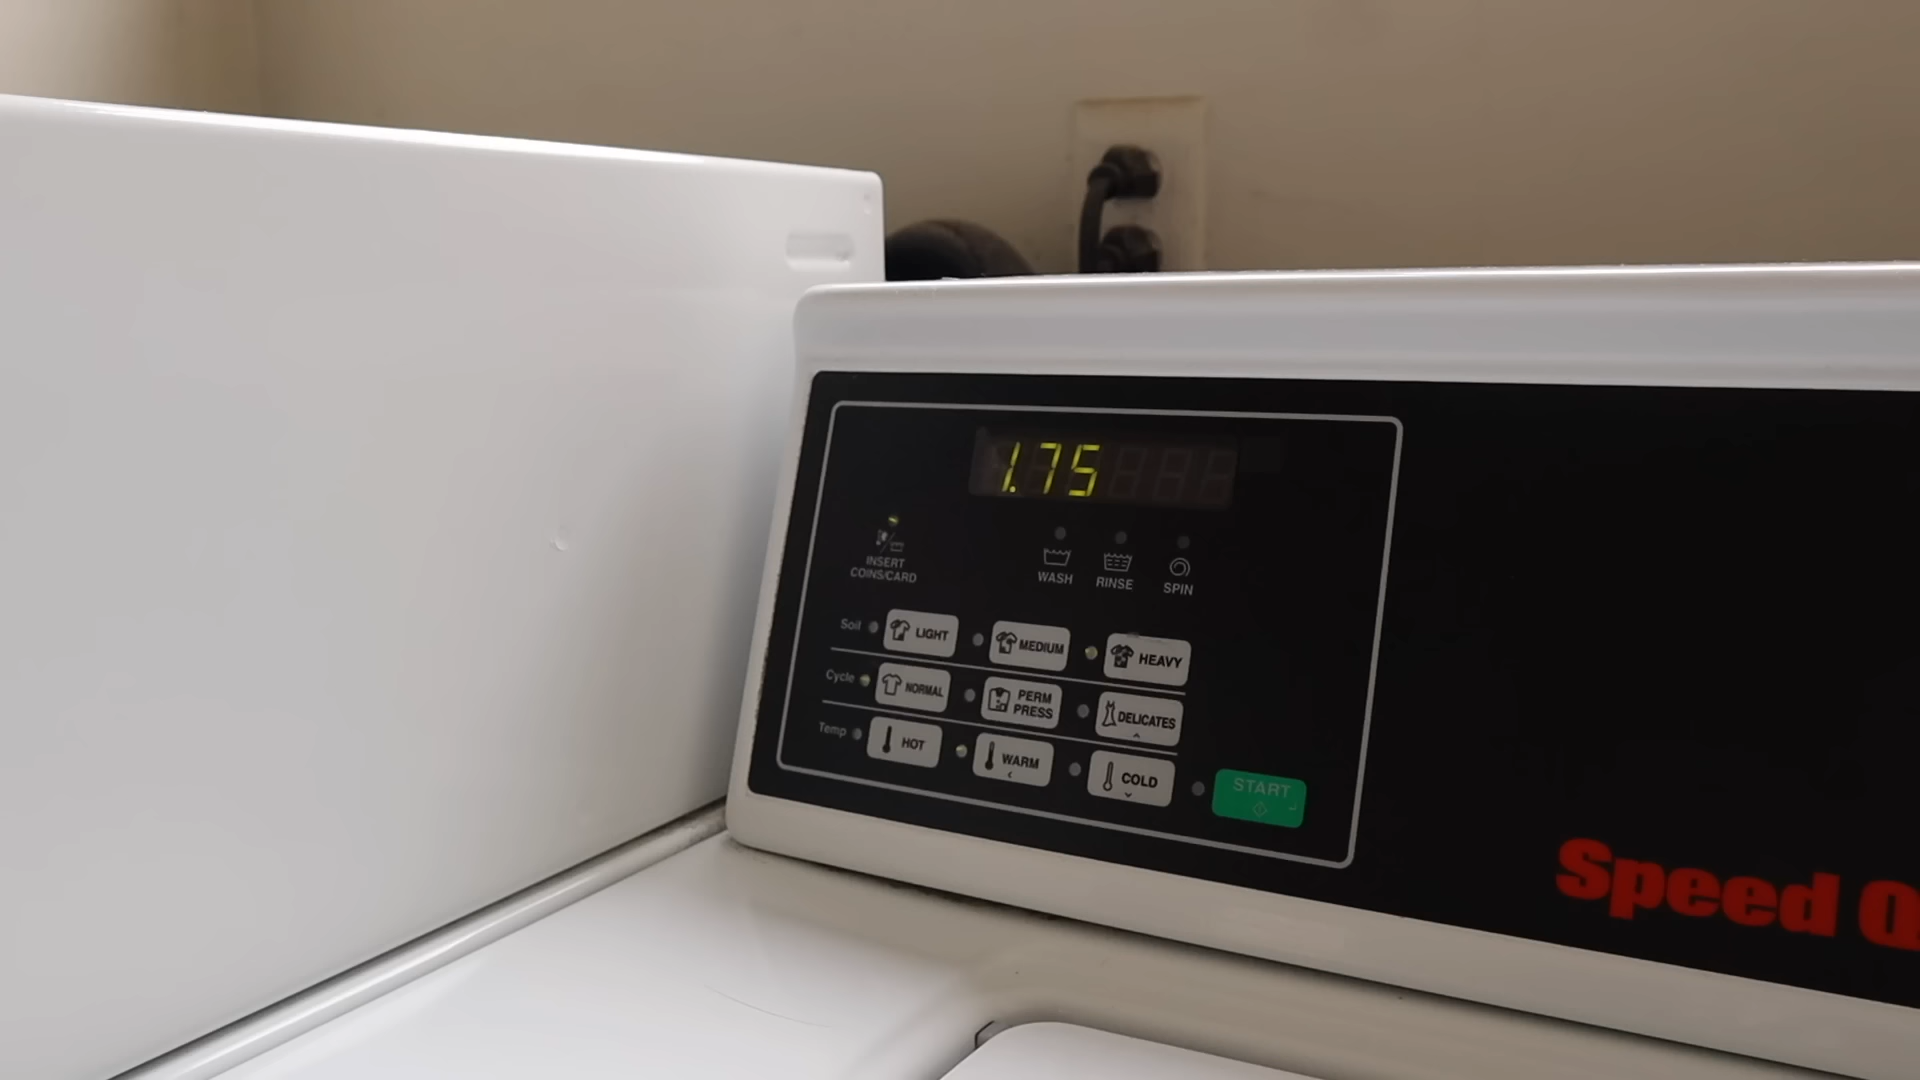 1.75
INSERT
COINS/CARD
WASH
RINSE
SPIN
Soil
LIGHT
MEDIUM
HEAVY
Cycle
NORMAL
PERM
PRESS
DELICATES
Temp
HOT
WARM
COLD
START
Speed Q